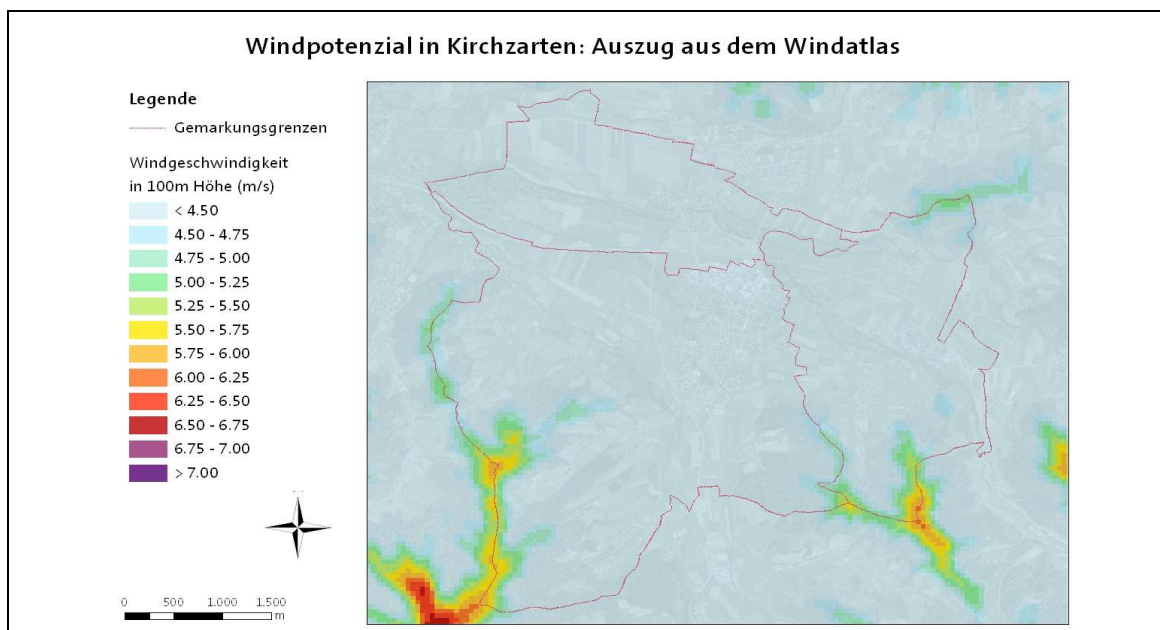 Windpotenzial in Kirchzarten: Auszug aus dem Windatlas
Legende
Gemarkungsgrenzen
Windgeschwindigkeit
in 100m Höhe (m/s)
< 4.50
4.50 - 4.75
4.75 - 5.00
5.00 - 5.25
5.25 - 5.50
5.50 - 5.75
5.75 - 6.00
6.00 - 6.25
6.25 - 6.50
6.50 - 6.75
6.75 - 7.00
> 7.00
0 500 1.000 1.500
m